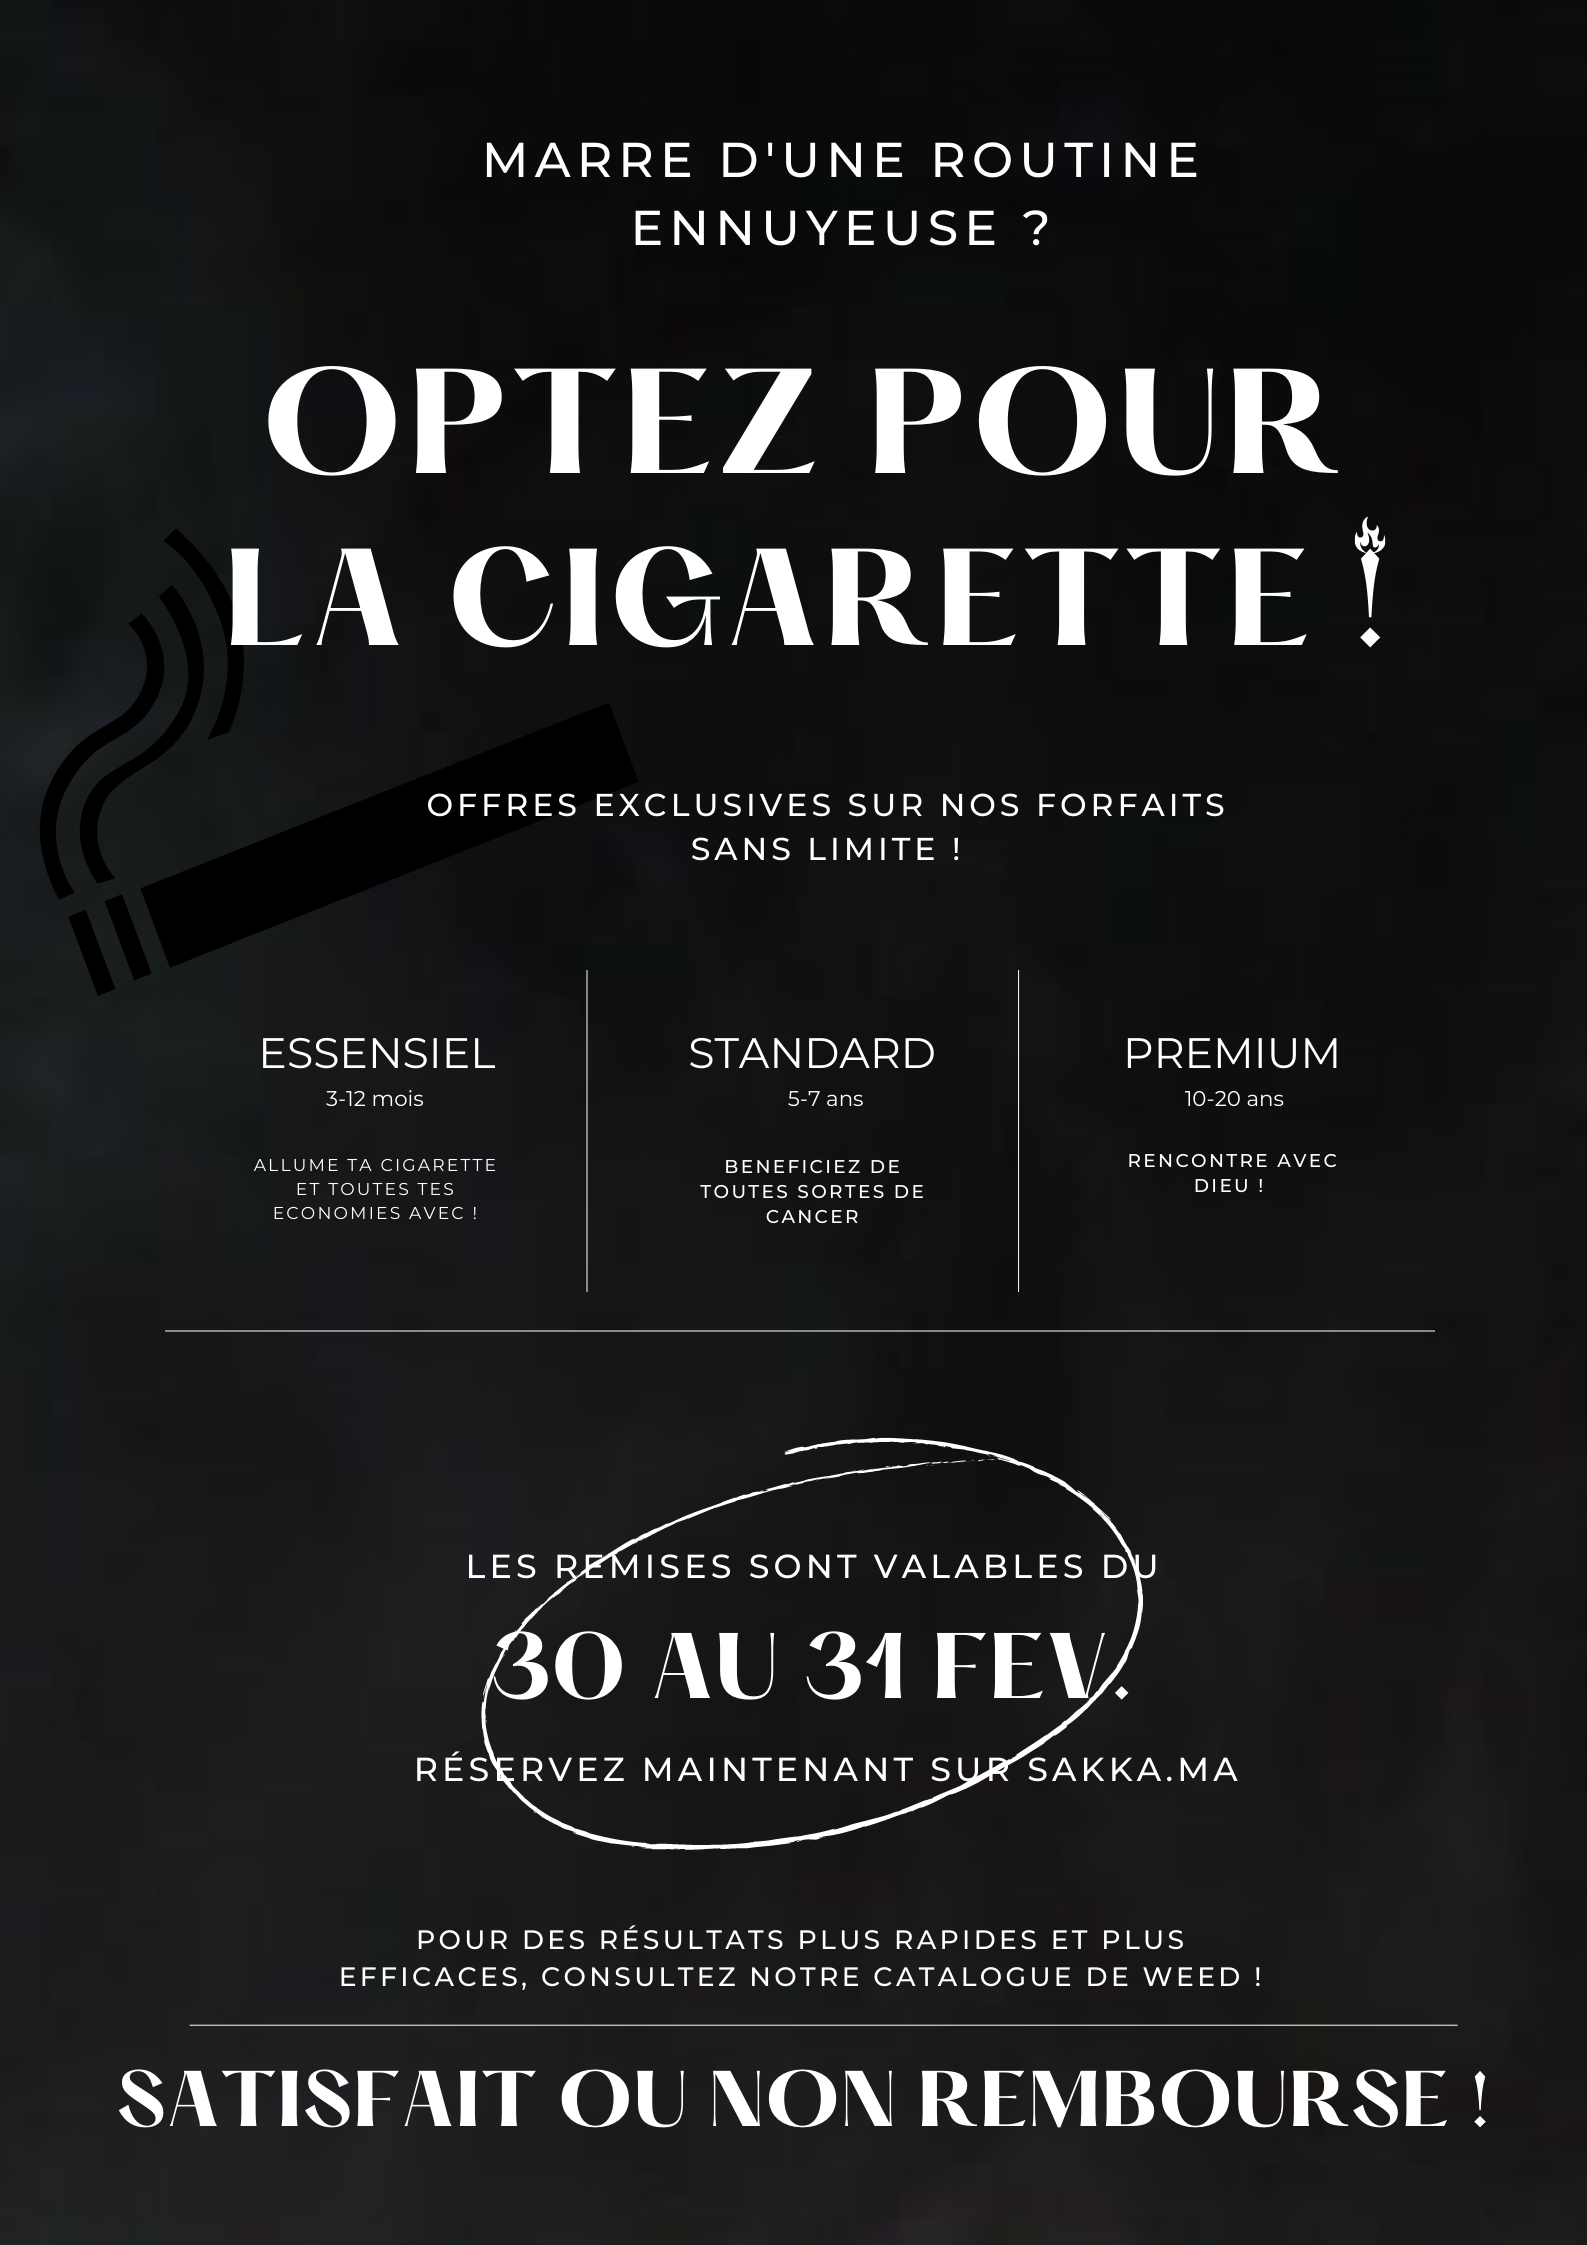 MARRE D'UNE ROUTINE
ENNUYEUSE ?
OPTEZ POUR
LA CIGARETTE !
OFFRES EXCLUSIVES SUR NOS FORFAITS
SANS LIMITE !
ESSENSIEL
3-12 mois
ALLUME TA CIGARETTE
ET TOUTES TES
ECONOMIES AVEC !
STANDARD
5-7 ans
BENEFICIEZ DE
TOUTES SORTES DE
CANCER
PREMIUM
10-20 ans
RENCONTRE AVEC
DIEU !
LES REMISES SONT VALABLES DU
30 AU 31 FEV.
RÉSERVEZ MAINTENANT SUR SAKKA.MA
POUR DES RÉSULTATS PLUS RAPIDES ET PLUS
EFFICACES, CONSULTEZ NOTRE CATALOGUE DE WEED !
SATISFAIT OU NON REMBOURSE !